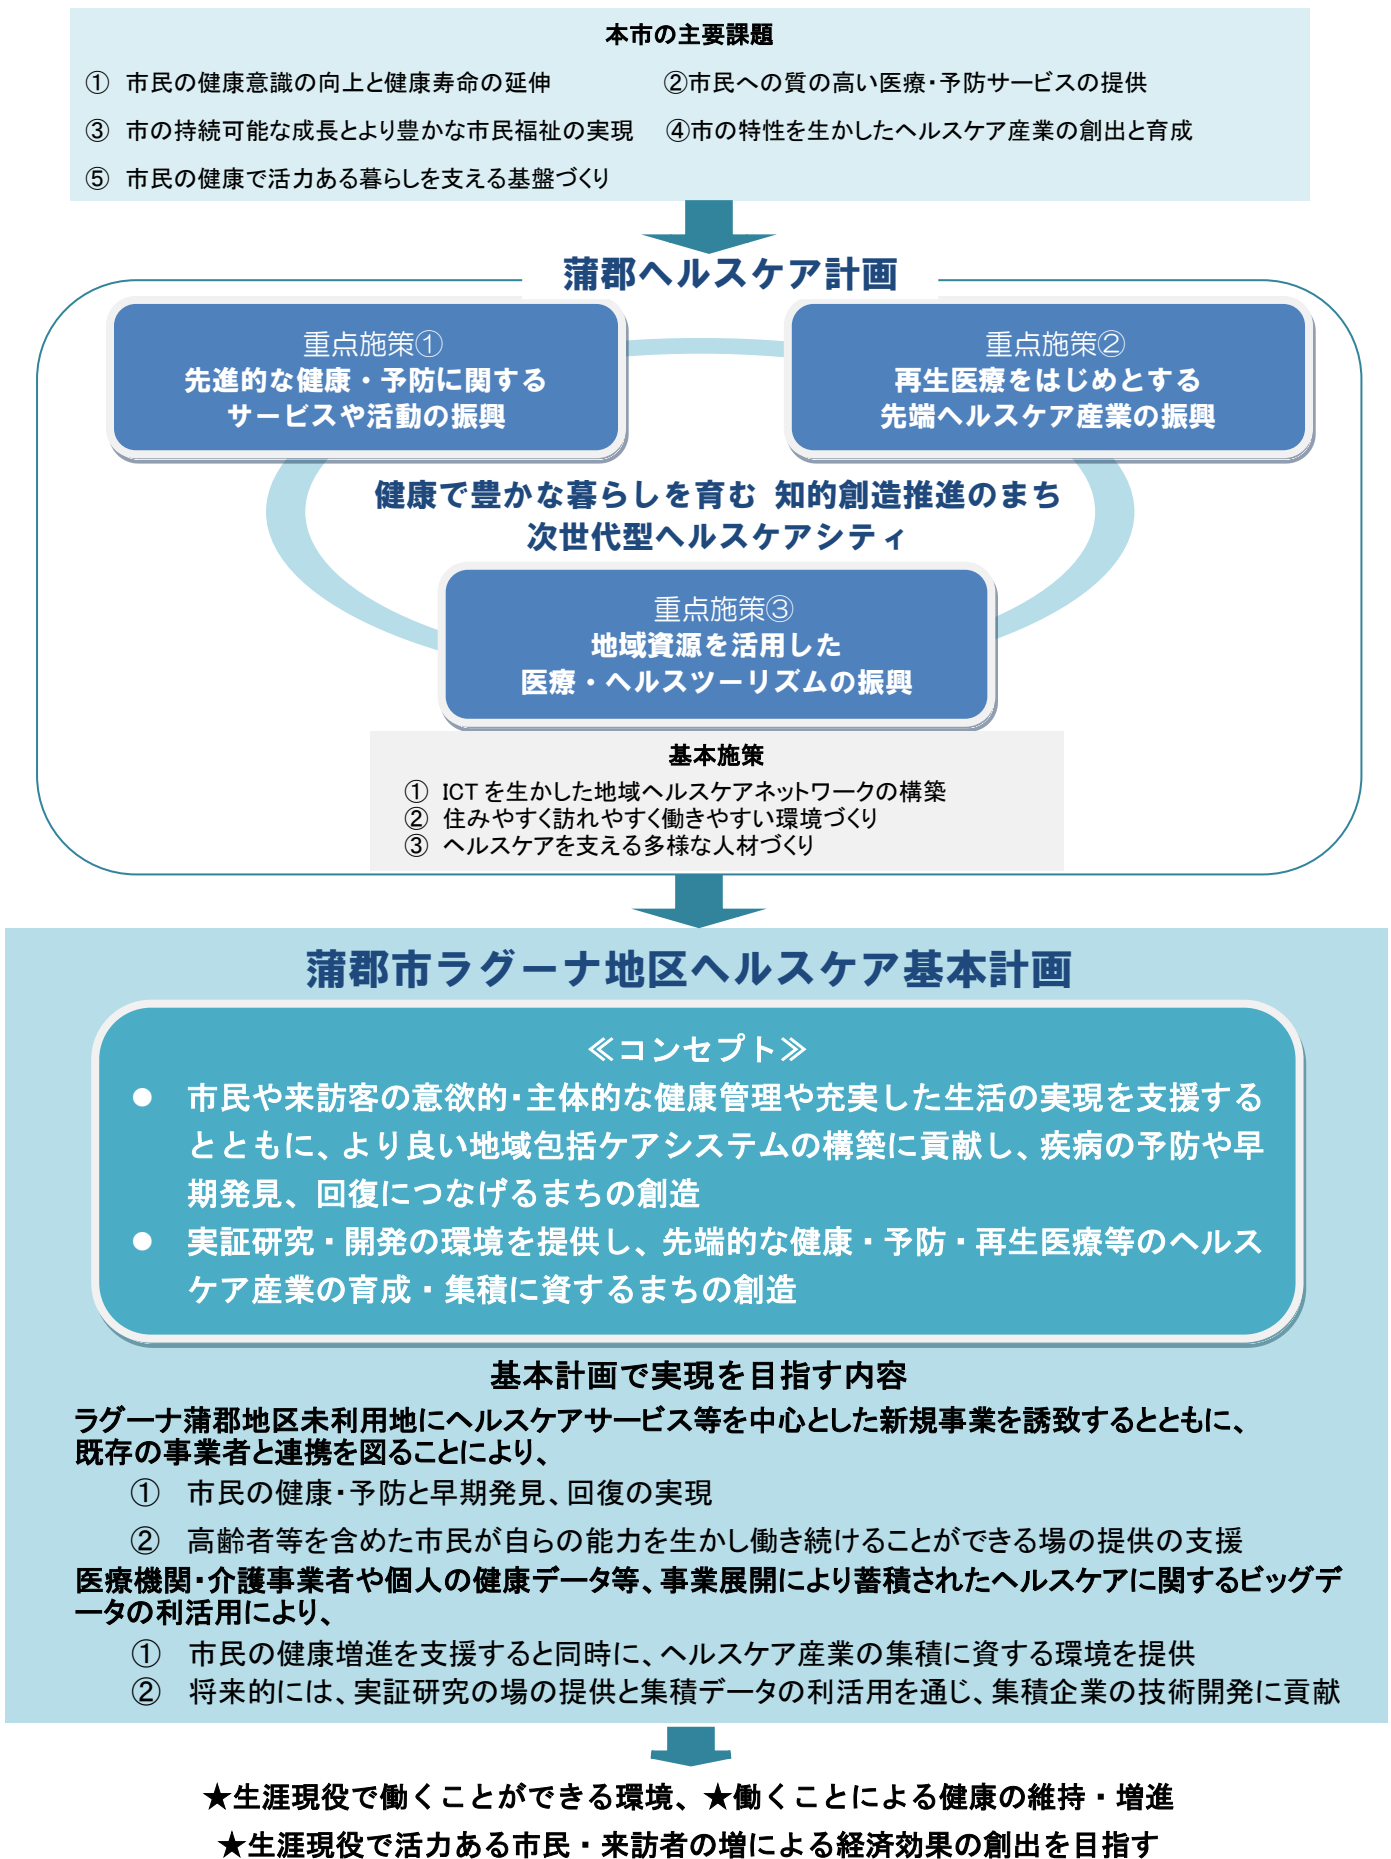 本市の主要課題
① 市民の健康意識の向上と健康寿命の延伸 ②市民への質の高い医療・予防サービスの提供
③ 市の持続可能な成長とより豊かな市民福祉の実現 ④市の特性を生かしたヘルスケア産業の創出と育成
⑤ 市民の健康で活力ある暮らしを支える基盤づくり
蒲郡ヘルスケア計画
重点施策①
先進的な健康・予防に関する
サービスや活動の振興
重点施策②
再生医療をはじめとする
先端ヘルスケア産業の振興
健康で豊かな暮らしを育む 知的創造推進のまち
次世代型ヘルスケアシティ
重点施策③
地域資源を活用した
医療・ヘルスツーリズムの振興
基本施策
① ICT を生かした地域ヘルスケアネットワークの構築
② 住みやすく訪れやすく働きやすい環境づくり
③ ヘルスケアを支える多様な人材づくり
蒲郡市ラグーナ地区ヘルスケア基本計画
≪コンセプト≫
● 市民や来訪客の意欲的・主体的な健康管理や充実した生活の実現を支援する
とともに、より良い地域包括ケアシステムの構築に貢献し、疾病の予防や早
期発見、回復につなげるまちの創造
● 実証研究・開発の環境を提供し、先端的な健康・予防・再生医療等のヘルス
ケア産業の育成・集積に資するまちの創造
基本計画で実現を目指す内容
ラグーナ蒲郡地区未利用地にヘルスケアサービス等を中心とした新規事業を誘致するとともに、
既存の事業者と連携を図ることにより、
① 市民の健康・予防と早期発見、回復の実現
② 高齢者等を含めた市民が自らの能力を生かし働き続けることができる場の提供の支援
医療機関・介護事業者や個人の健康データ等、事業展開により蓄積されたヘルスケアに関するビッグデ
ータの利活用により、
① 市民の健康増進を支援すると同時に、ヘルスケア産業の集積に資する環境を提供
② 将来的には、実証研究の場の提供と集積データの利活用を通じ、集積企業の技術開発に貢献
★生涯現役で働くことができる環境、★働くことによる健康の維持・増進
★生涯現役で活力ある市民・来訪者の増による経済効果の創出を目指す